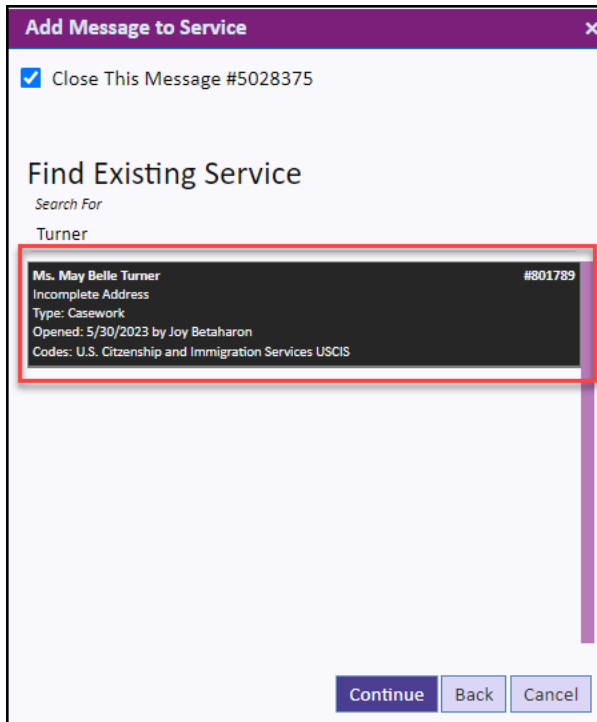 Add Message to Service ×
Close This Message #5028375
Find Existing Service
Search For
Turner
Ms. May Belle Turner #801789
Incomplete Address
Type: Casework
Opened: 5/30/2023 by Joy Betaharon
Codes: U.S. Citzenship and Immigration Services USCIS
Continue Back Cancel